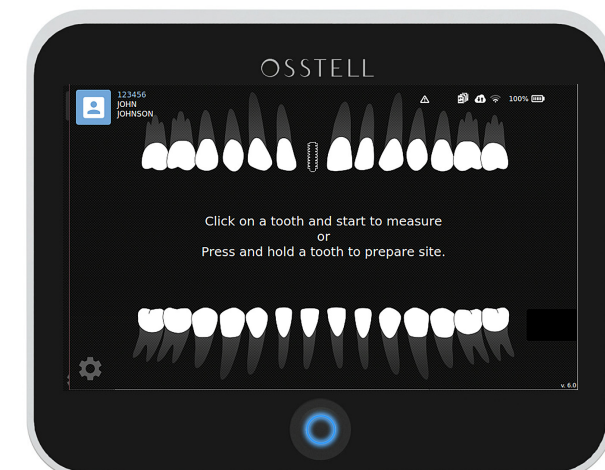 OSSTELL
123456
JOHN
JOHNSON
100%
Click on a tooth and start to measure
or
Press and hold a tooth to prepare site.
v. 6.0